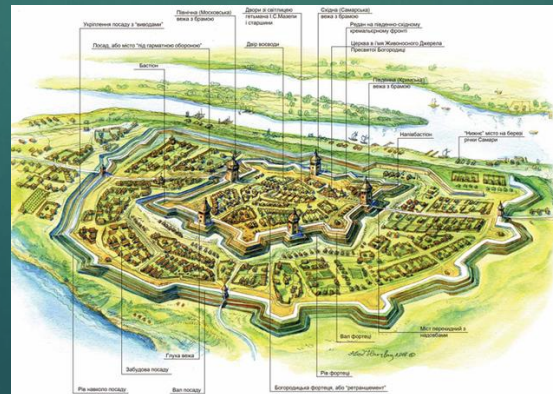 Укріплення посаду з "виводами"
Північна (Московська)
вежа з брамою
Посад, або місто "під гарматною обороною"
Бастіон
Двори зі світлицею
гетьмана І.С.Мазепи
і старшини
Двір воєводи
Східна (Самарська)
вежа з брамою
Редан на південно-східному
кремальєрному фронті
Церква в ім'я Живоносного Джерела
Пресвятої Богородиці
Південна (Кримська)
вежа з брамою
Напівбастіон
"Нижнє" місто на березі
річки Самари
Глуха вежа
Забудова посаду
Рів навколо посаду
Вал посаду
Богородицька фортеця, або "ретраншемент"
Рів фортеці
Вал фортеці
Міст перекидний з
надовбами